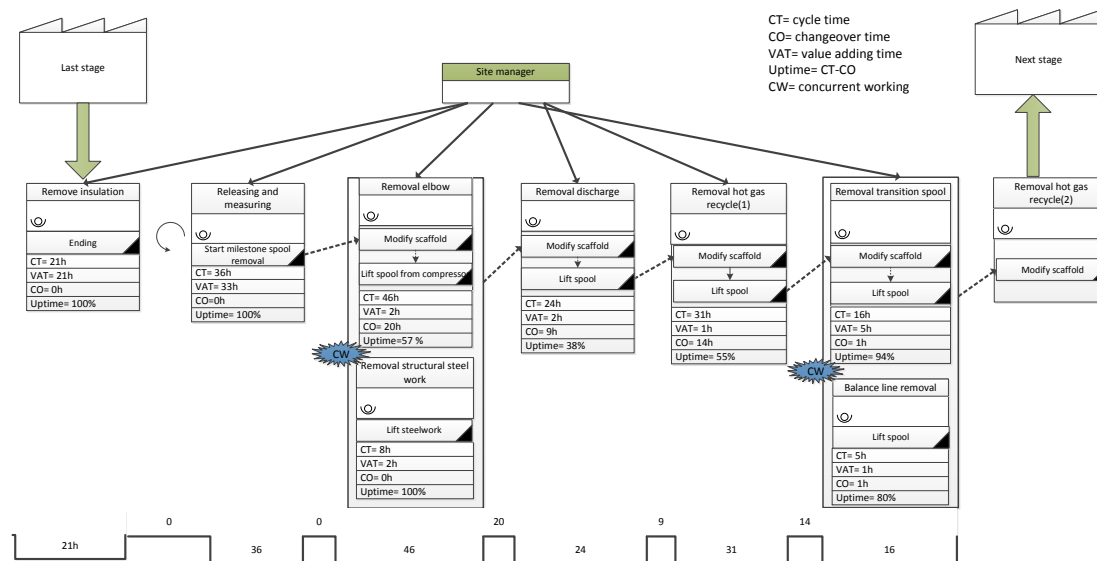 CT= cycle time
CO= changeover time
VAT= value adding time
Uptime= CT-CO
CW= concurrent working
Last stage
Next stage
Site manager
Remove insulation
Ending
CT= 21h
VAT= 21h
CO= 0h
Uptime= 100%
Releasing and
measuring
Start milestone spool
removal
CT= 36h
VAT= 33h
CO=0h
Uptime= 100%
Removal elbow
Modify scaffold
Lift spool from compresso
CT= 46h
VAT= 2h
CO= 20h
Uptime=57 %
CW
Removal structural steel
work
Lift steelwork
CT= 8h
VAT= 2h
CO= 0h
Uptime= 100%
Removal discharge
Modify scaffold
Lift spool
CT= 24h
VAT= 2h
CO= 9h
Uptime= 38%
Removal hot gas
recycle(1)
Modify scaffold
Lift spool
CT= 31h
VAT= 1h
CO= 14h
Uptime= 55%
Removal transition spool
Modify scaffold
Lift spool
CT= 16h
VAT= 5h
CO= 1h
Uptime= 94%
CW
Balance line removal
Lift spool
CT= 5h
VAT= 1h
CO= 1h
Uptime= 80%
Removal hot gas
recycle(2)
Modify scaffold
0 0 20 9 14
21h 36 46 24 31 16